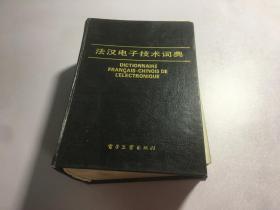 法汉电子技术词典
DICTIONNAIRE
FRANÇAIS-CHINOIS DE
L'ELECTRONIQUE
电子工业出版社